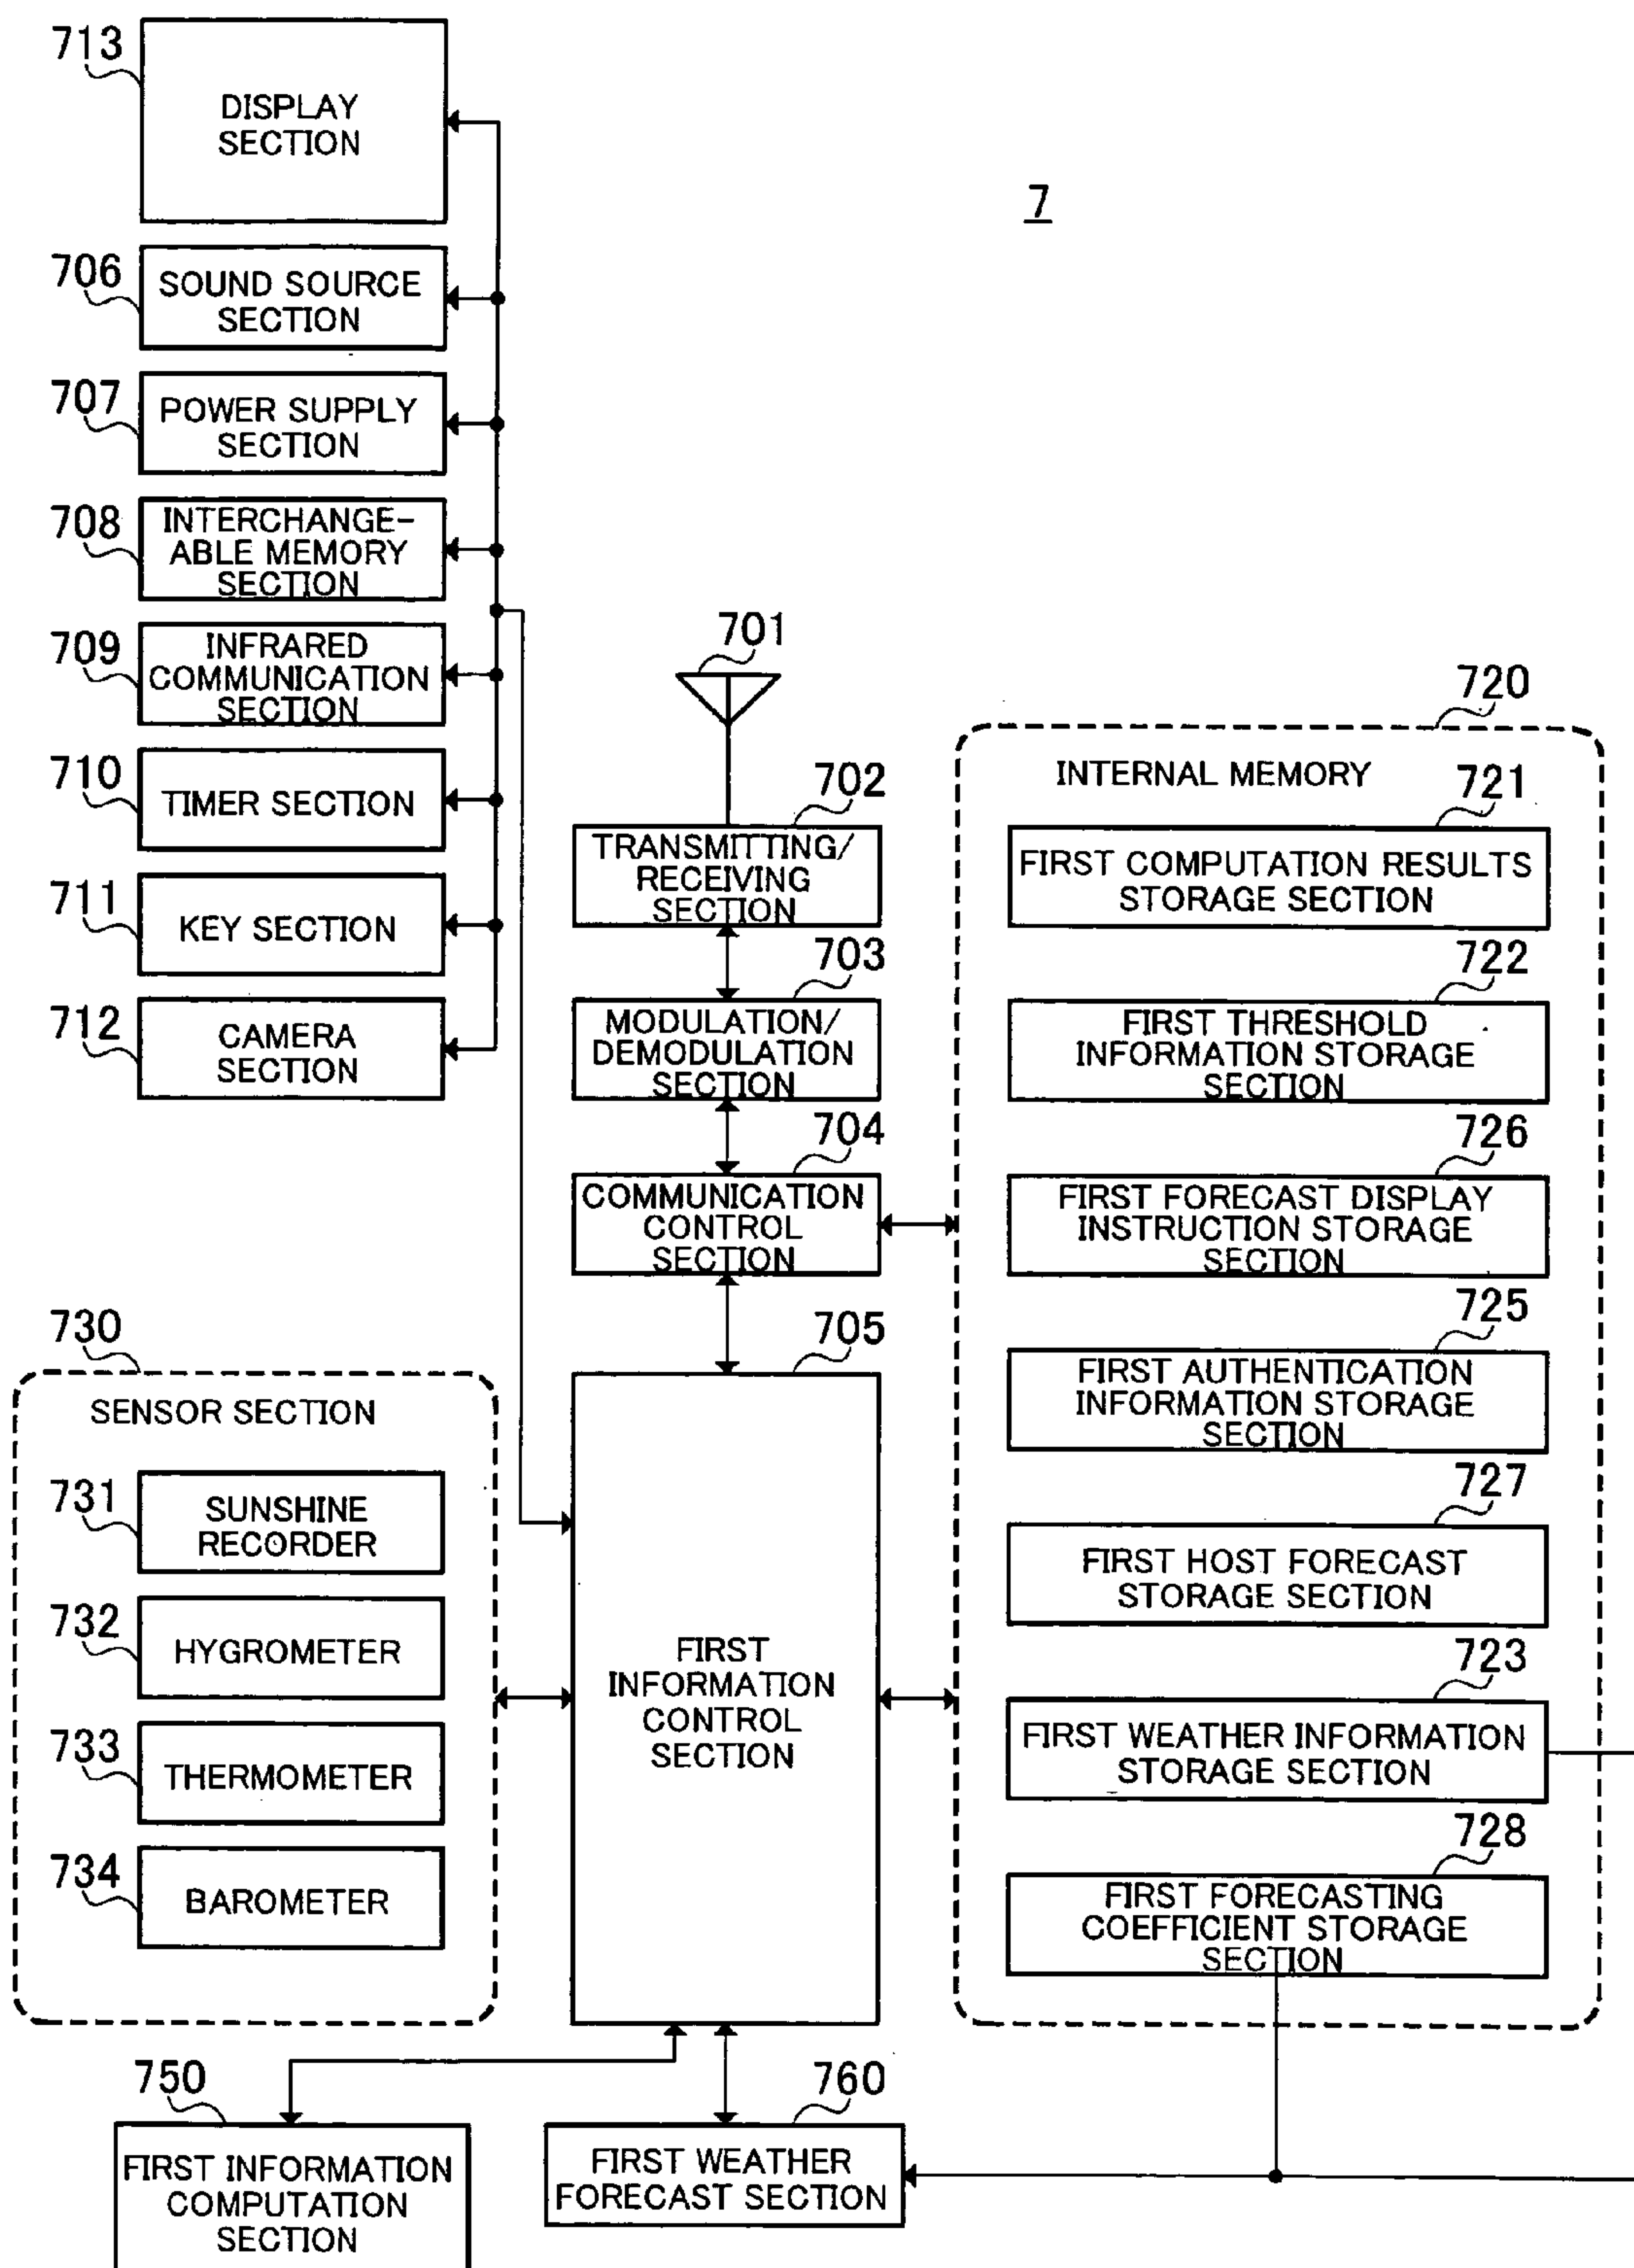 713
DISPLAY
SECTION
7
706
SOUND SOURCE
SECTION
707
POWER SUPPLY
SECTION
708
INTERCHANGE-
ABLE MEMORY
SECTION
709
INFRARED
COMMUNICATION
SECTION
710
TIMER SECTION
711
KEY SECTION
712
CAMERA
SECTION
701
702
TRANSMITTING/
RECEIVING
SECTION
703
MODULATION/
DEMODULATION
SECTION
704
COMMUNICATION
CONTROL
SECTION
705
FIRST
INFORMATION
CONTROL
SECTION
720
INTERNAL MEMORY
721
FIRST COMPUTATION RESULTS
STORAGE SECTION
722
FIRST THRESHOLD
INFORMATION STORAGE
SECTION
726
FIRST FORECAST DISPLAY
INSTRUCTION STORAGE
SECTION
725
FIRST AUTHENTICATION
INFORMATION STORAGE
SECTION
727
FIRST HOST FORECAST
STORAGE SECTION
723
FIRST WEATHER INFORMATION
STORAGE SECTION
728
FIRST FORECASTING
COEFFICIENT STORAGE
SECTION
730
SENSOR SECTION
731
SUNSHINE
RECORDER
732
HYGROMETER
733
THERMOMETER
734
BAROMETER
750
FIRST INFORMATION
COMPUTATION
SECTION
760
FIRST WEATHER
FORECAST SECTION